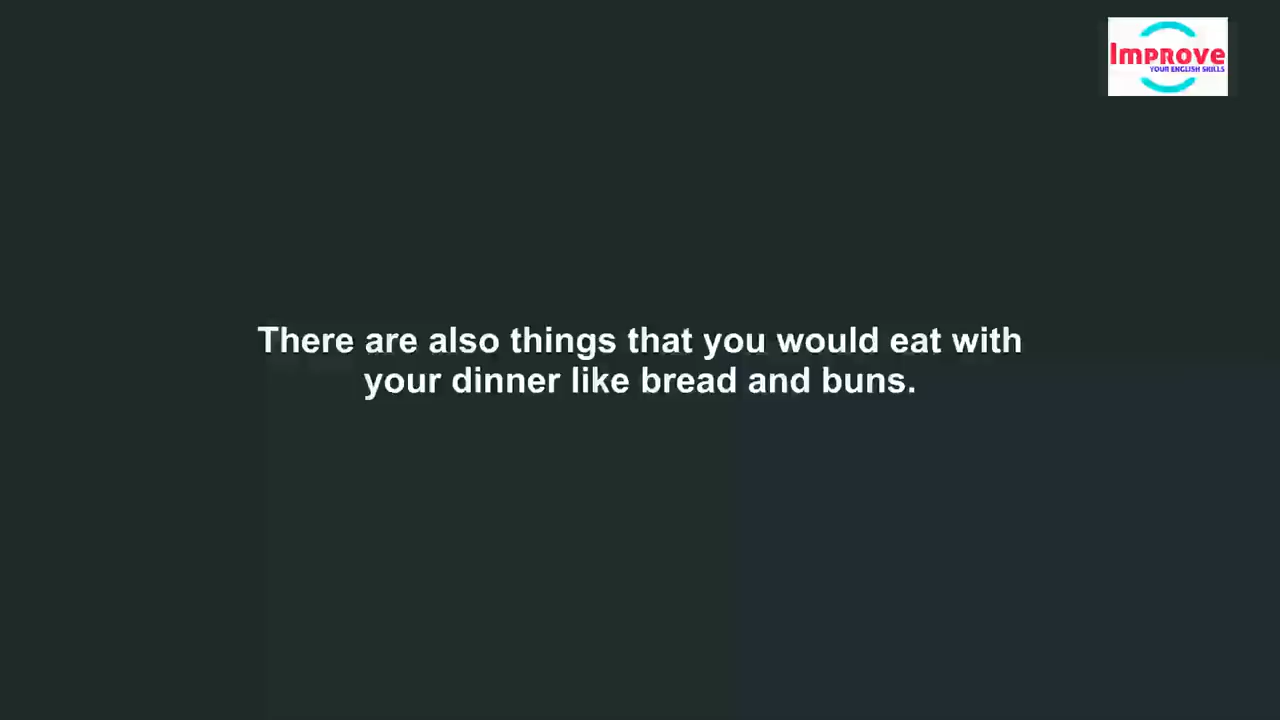 Improve
YOUR ENGLISH SKILLS
There are also things that you would eat with
your dinner like bread and buns.